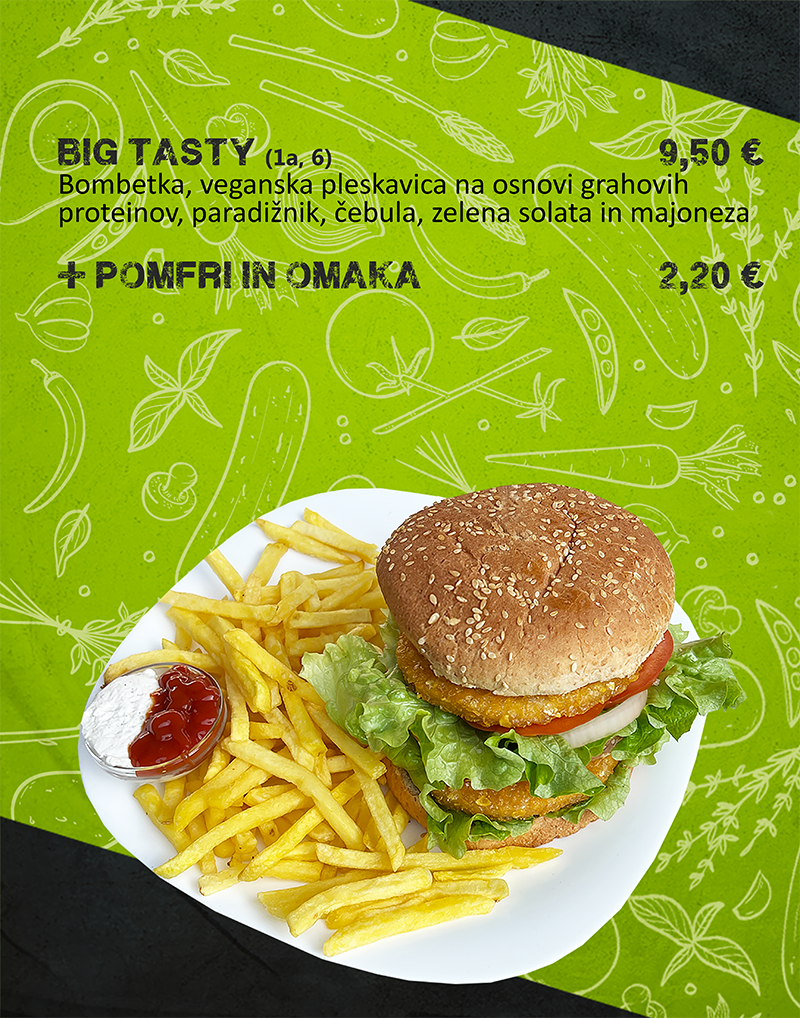 BIG TASTY (1a, 6) 9,50 €
Bombetka, veganska pleskavica na osnovi grahovih
proteinov, paradižnik, čebula, zelena solata in majoneza
+ POMFRI IN OMAKA 2,20 €